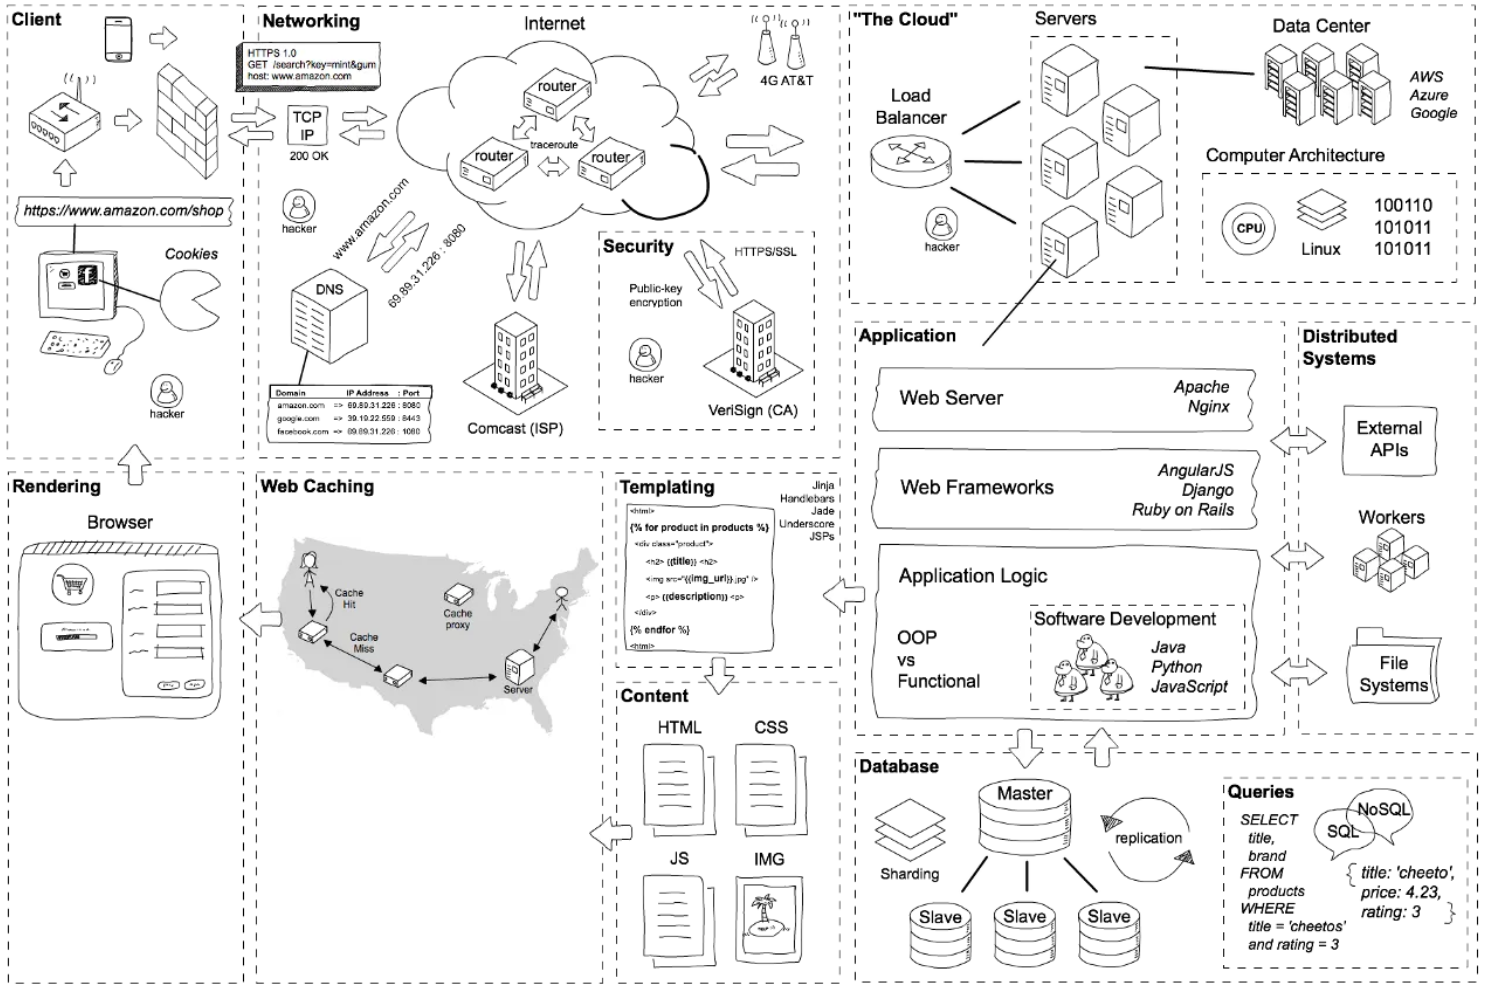 Client
https://www.amazon.com/shop
Cookies
hacker
Networking
HTTPS 1.0
GET /search?key=mint&gum
host: www.amazon.com
TCP
IP
200 OK
Internet
router
traceroute
router
router
4G AT&T
hacker
www.amazon.com
69.89.31.226 : 8080
DNS
Domain IP Address : Port
amazon.com => 69.89.31.226 : 8080
google.com => 39.19.22.559 : 8443
facebook.com => 69.89.31.226 : 1080
Comcast (ISP)
Security
HTTPS/SSL
Public-key
encryption
hacker
VeriSign (CA)
"The Cloud"
Servers
Load
Balancer
hacker
Data Center
AWS
Azure
Google
Computer Architecture
CPU
Linux
100110
101011
101011
Application
Web Server
Apache
Nginx
Web Frameworks
AngularJS
Django
Ruby on Rails
Application Logic
OOP
vs
Functional
Software Development
Java
Python
JavaScript
Distributed
Systems
External
APIs
Workers
File
Systems
Rendering
Browser
Web Caching
Cache
Hit
Cache
Miss
Cache
proxy
Server
Templating
Jinja
Handlebars
Jade
Underscore
JSPs
<html>
{% for product in products %}
<div class="product">
<h2> {{title}} <h2>
<img src="{{img_url}}.jpg" />
<p> {{description}} <p>
</div>
{% endfor %}
<html>
Content
HTML
CSS
JS
IMG
Database
Sharding
Master
replication
Slave
Slave
Slave
Queries
SELECT
title,
brand
FROM
products
WHERE
title = 'cheetos'
and rating = 3
SQL
NoSQL
{ title: 'cheeto',
price: 4.23,
rating: 3 }